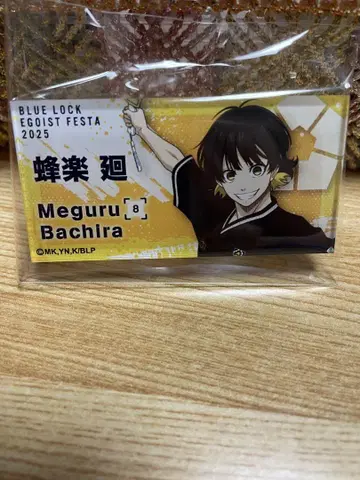 BLUE LOCK
EGOIST FESTA
2025
蜂楽 廻
Meguru 8
Bachira
©MK,YN,K/BLP